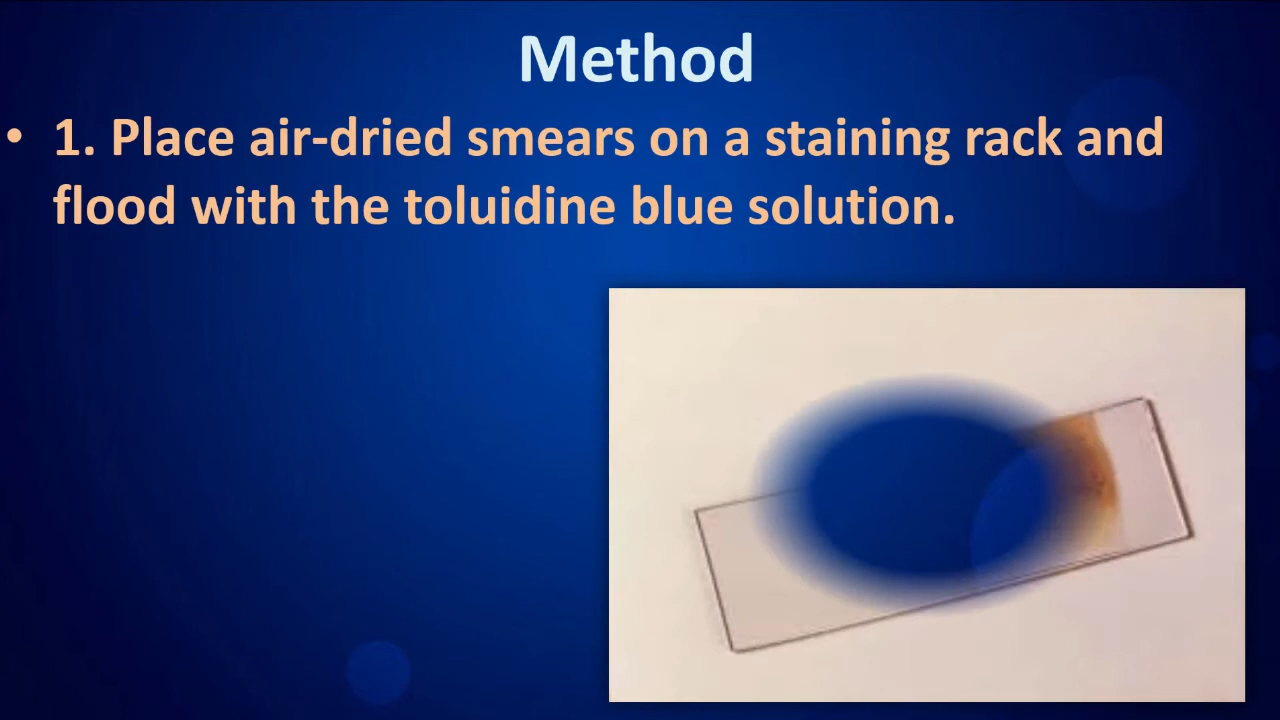 Method
• 1. Place air-dried smears on a staining rack and
flood with the toluidine blue solution.